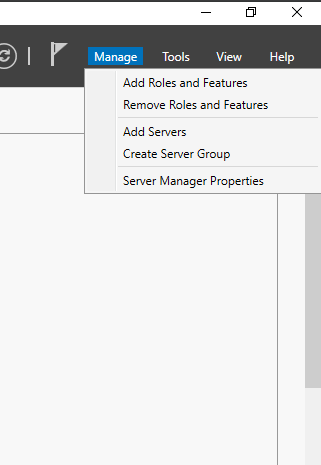 Manage Tools View Help
Add Roles and Features
Remove Roles and Features
Add Servers
Create Server Group
Server Manager Properties